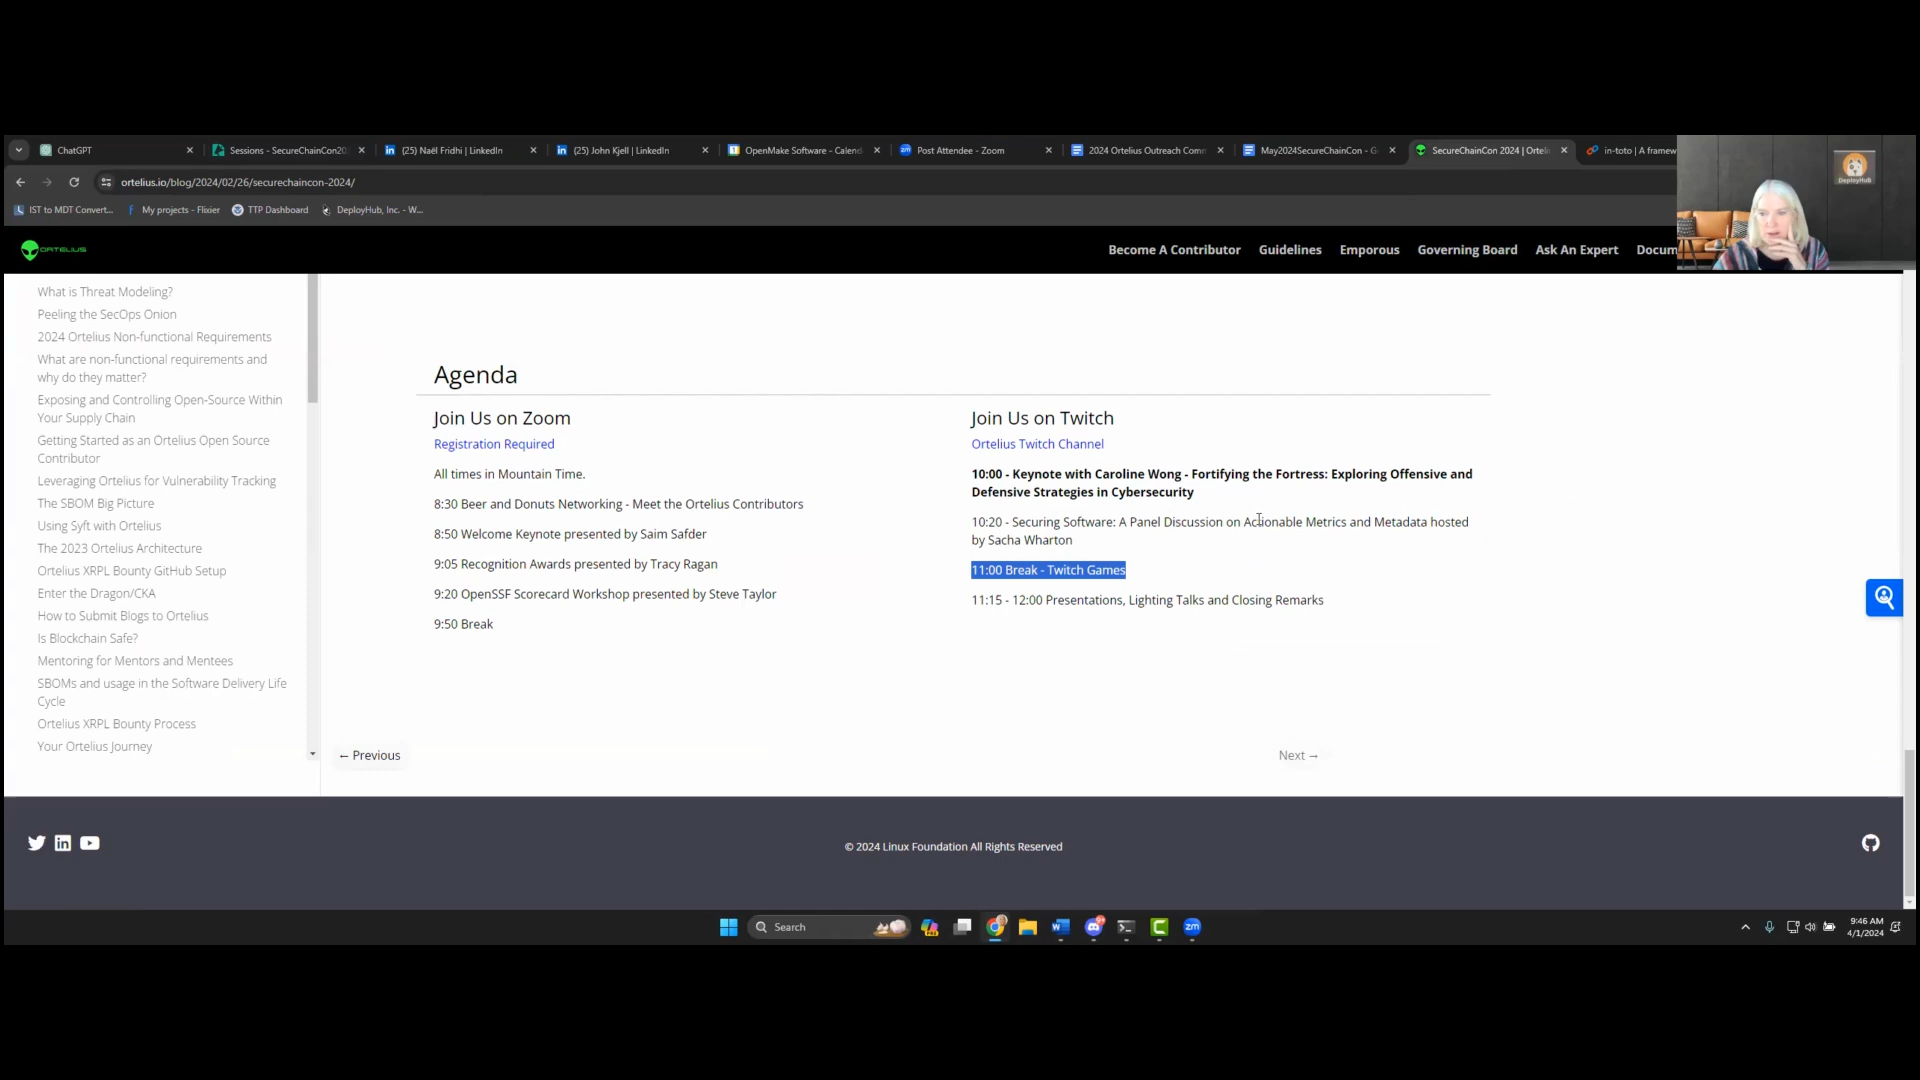 ChatGPT
Sessions - SecureChainCon20
(25) Naël Fridhi | LinkedIn
(25) John Kjell | LinkedIn
OpenMake Software - Calend
Post Attendee - Zoom
2024 Ortelius Outreach Comm
May2024SecureChainCon - G
SecureChainCon 2024 | Orteli
in-toto | A framew
ortelius.io/blog/2024/02/26/securechaincon-2024/
IST to MDT Convert...
My projects - Flixier
TTP Dashboard
DeployHub, Inc. - W...
DeployHub
ORTELIUS
Become A Contributor
Guidelines
Emporous
Governing Board
Ask An Expert
Docum
What is Threat Modeling?
Peeling the SecOps Onion
2024 Ortelius Non-functional Requirements
What are non-functional requirements and
why do they matter?
Exposing and Controlling Open-Source Within
Your Supply Chain
Getting Started as an Ortelius Open Source
Contributor
Leveraging Ortelius for Vulnerability Tracking
The SBOM Big Picture
Using Syft with Ortelius
The 2023 Ortelius Architecture
Ortelius XRPL Bounty GitHub Setup
Enter the Dragon/CKA
How to Submit Blogs to Ortelius
Is Blockchain Safe?
Mentoring for Mentors and Mentees
SBOMs and usage in the Software Delivery Life
Cycle
Ortelius XRPL Bounty Process
Your Ortelius Journey
Agenda
Join Us on Zoom
Registration Required
All times in Mountain Time.
8:30 Beer and Donuts Networking - Meet the Ortelius Contributors
8:50 Welcome Keynote presented by Saim Safder
9:05 Recognition Awards presented by Tracy Ragan
9:20 OpenSSF Scorecard Workshop presented by Steve Taylor
9:50 Break
Join Us on Twitch
Ortelius Twitch Channel
10:00 - Keynote with Caroline Wong - Fortifying the Fortress: Exploring Offensive and
Defensive Strategies in Cybersecurity
10:20 - Securing Software: A Panel Discussion on Actionable Metrics and Metadata hosted
by Sacha Wharton
11:00 Break - Twitch Games
11:15 - 12:00 Presentations, Lighting Talks and Closing Remarks
← Previous
Next →
© 2024 Linux Foundation All Rights Reserved
Search
zm
9:46 AM
4/1/2024